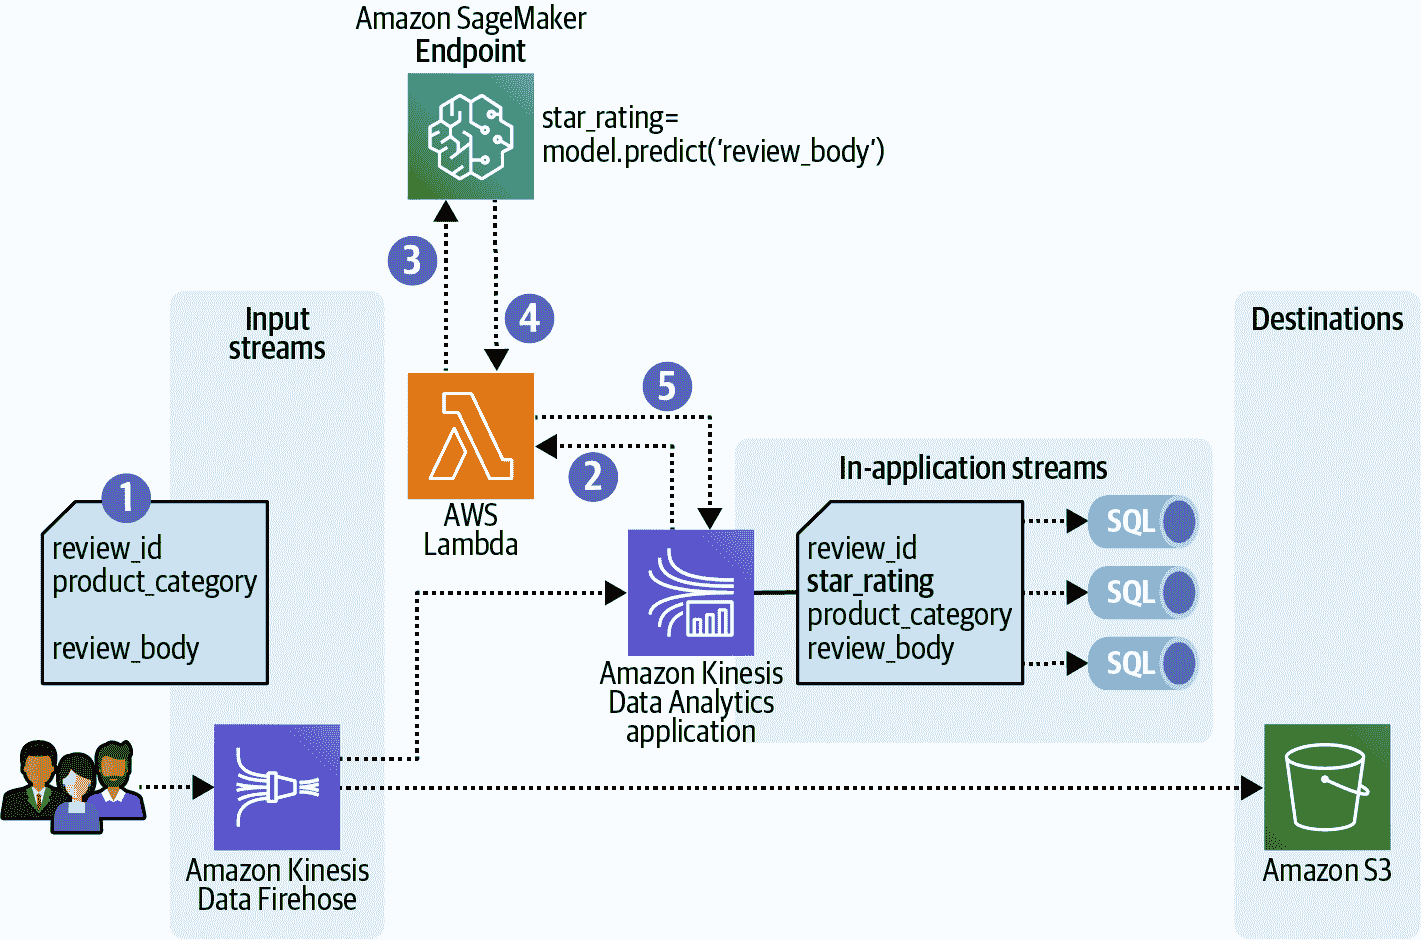 Amazon SageMaker
Endpoint
star_rating=
model.predict('review_body')
3
4
Input
streams
Destinations
5
2
AWS
Lambda
In-application streams
1
review_id
product_category
review_body
review_id
star_rating
product_category
review_body
SQL
SQL
SQL
Amazon Kinesis
Data Analytics
application
Amazon Kinesis
Data Firehose
Amazon S3